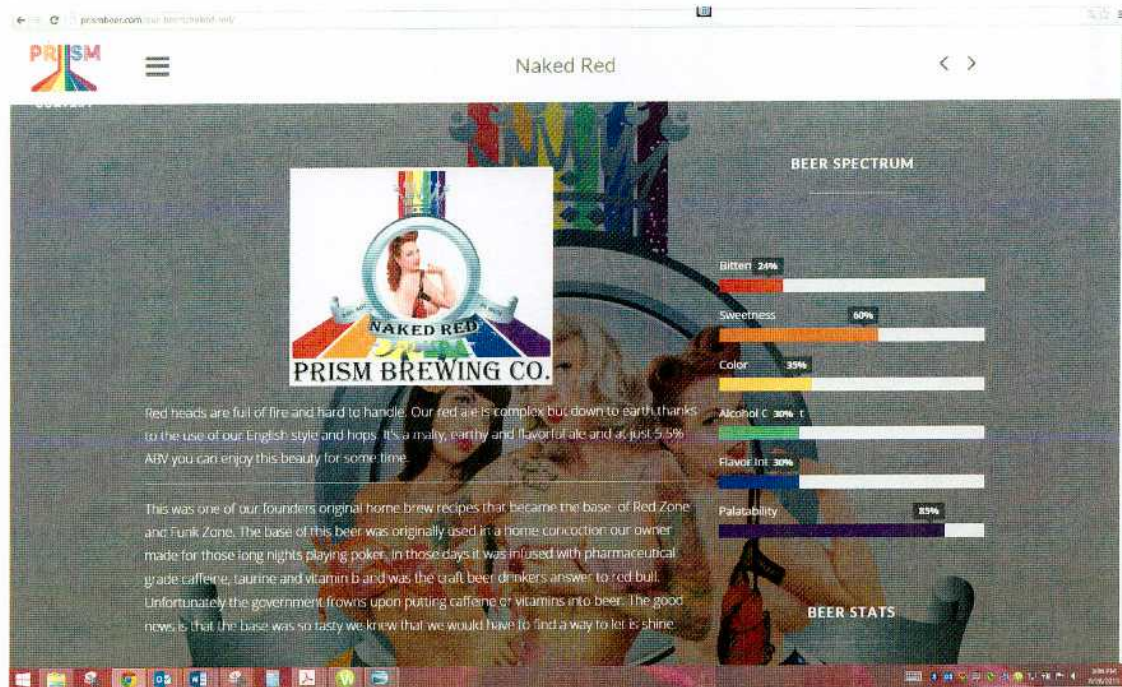 prismbeer.com/our-beers/naked-red/
PRISM
Naked Red
BEER SPECTRUM
NAKED RED
PRISM
PRISM BREWING CO.
Bittern 24%
Sweetness 60%
Color 35%
Alcohol C 30% t
Flavor Int 30%
Palatability 85%
Red heads are full of fire and hard to handle. Our red ale is complex but down to earth thanks
to the use of our English style and hops. It's a malty, earthy and flavorful ale and at just 5.5%
ABV you can enjoy this beauty for some time.
This was one of our founders original home brew recipes that became the base of Red Zone
and Funk Zone. The base of this beer was originally used in a home concoction our owner
made for those long nights playing poker. In those days it was infused with pharmaceutical
grade caffeine, taurine and vitamin b and was the craft beer drinkers answer to red bull.
Unfortunately the government frowns upon putting caffeine or vitamins into beer. The good
news is that the base was so tasty we knew that we would have to find a way to let is shine.
BEER STATS